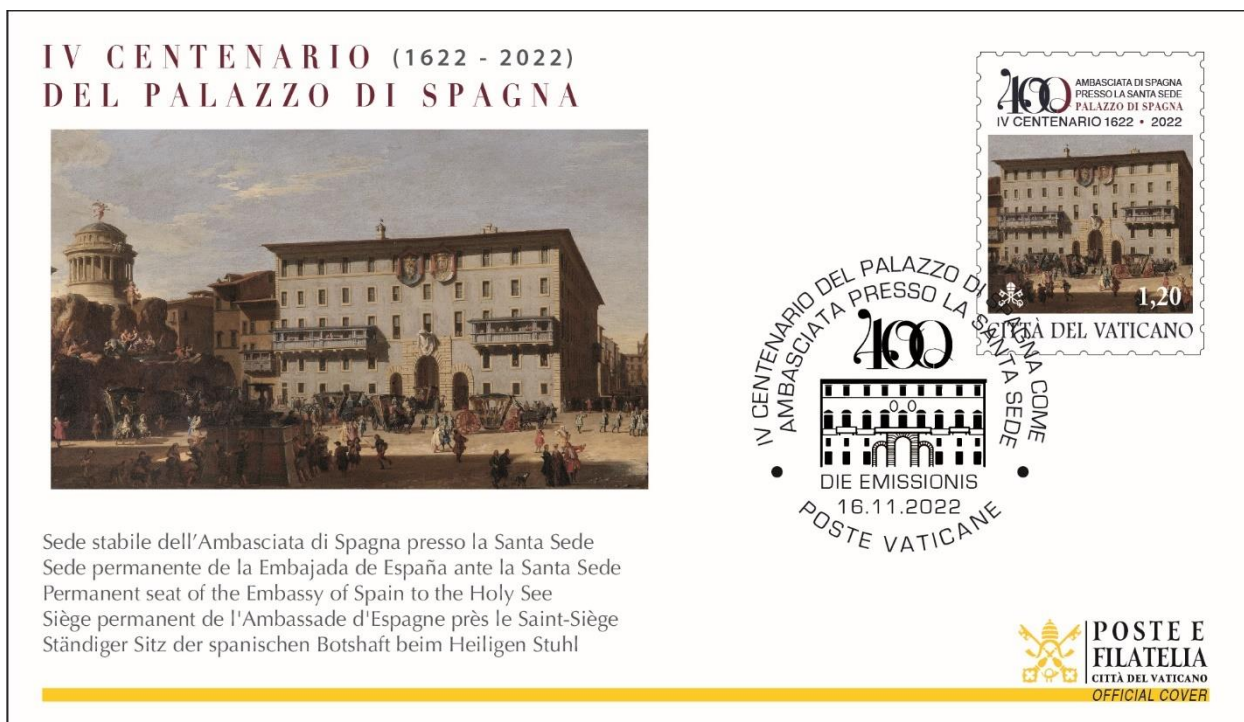 IV CENTENARIO (1622 - 2022)
DEL PALAZZO DI SPAGNA
400
AMBASCIATA DI SPAGNA
PRESSO LA SANTA SEDE
PALAZZO DI SPAGNA
IV CENTENARIO 1622 • 2022
1,20
CITTÀ DEL VATICANO
IV CENTENARIO DEL PALAZZO DI SPAGNA COME
AMBASCIATA PRESSO LA SANTA SEDE
400
DIE EMISSIONIS
16.11.2022
POSTE VATICANE
Sede stabile dell'Ambasciata di Spagna presso la Santa Sede
Sede permanente de la Embajada de España ante la Santa Sede
Permanent seat of the Embassy of Spain to the Holy See
Siège permanent de l'Ambassade d'Espagne près le Saint-Siège
Ständiger Sitz der spanischen Botshaft beim Heiligen Stuhl
POSTE E
FILATELIA
CITTÀ DEL VATICANO
OFFICIAL COVER